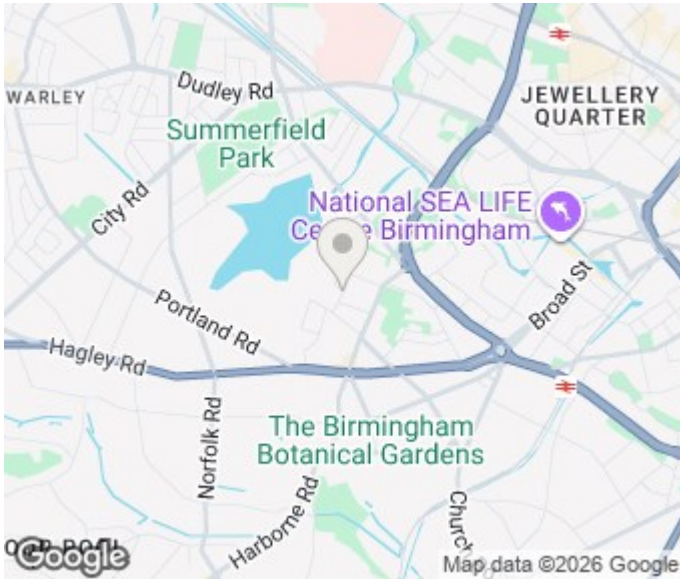 WARLEY
Dudley Rd
JEWELLERY
QUARTER
Summerfield
Park
City Rd
National SEA LIFE
Centre Birmingham
Broad St
Portland Rd
Hagley Rd
Norfolk Rd
The Birmingham
Botanical Gardens
Harborne Rd
Church
Google
Map data ©2026 Google